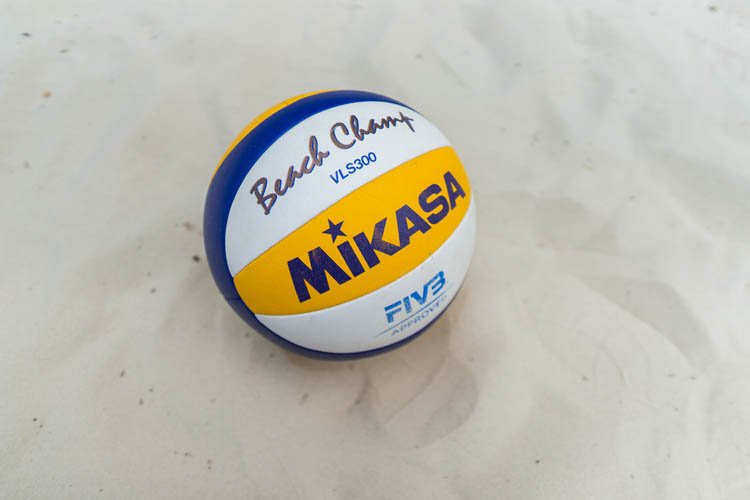 Beach Champ
VLS300
MIKASA
FIVB
APPROVED